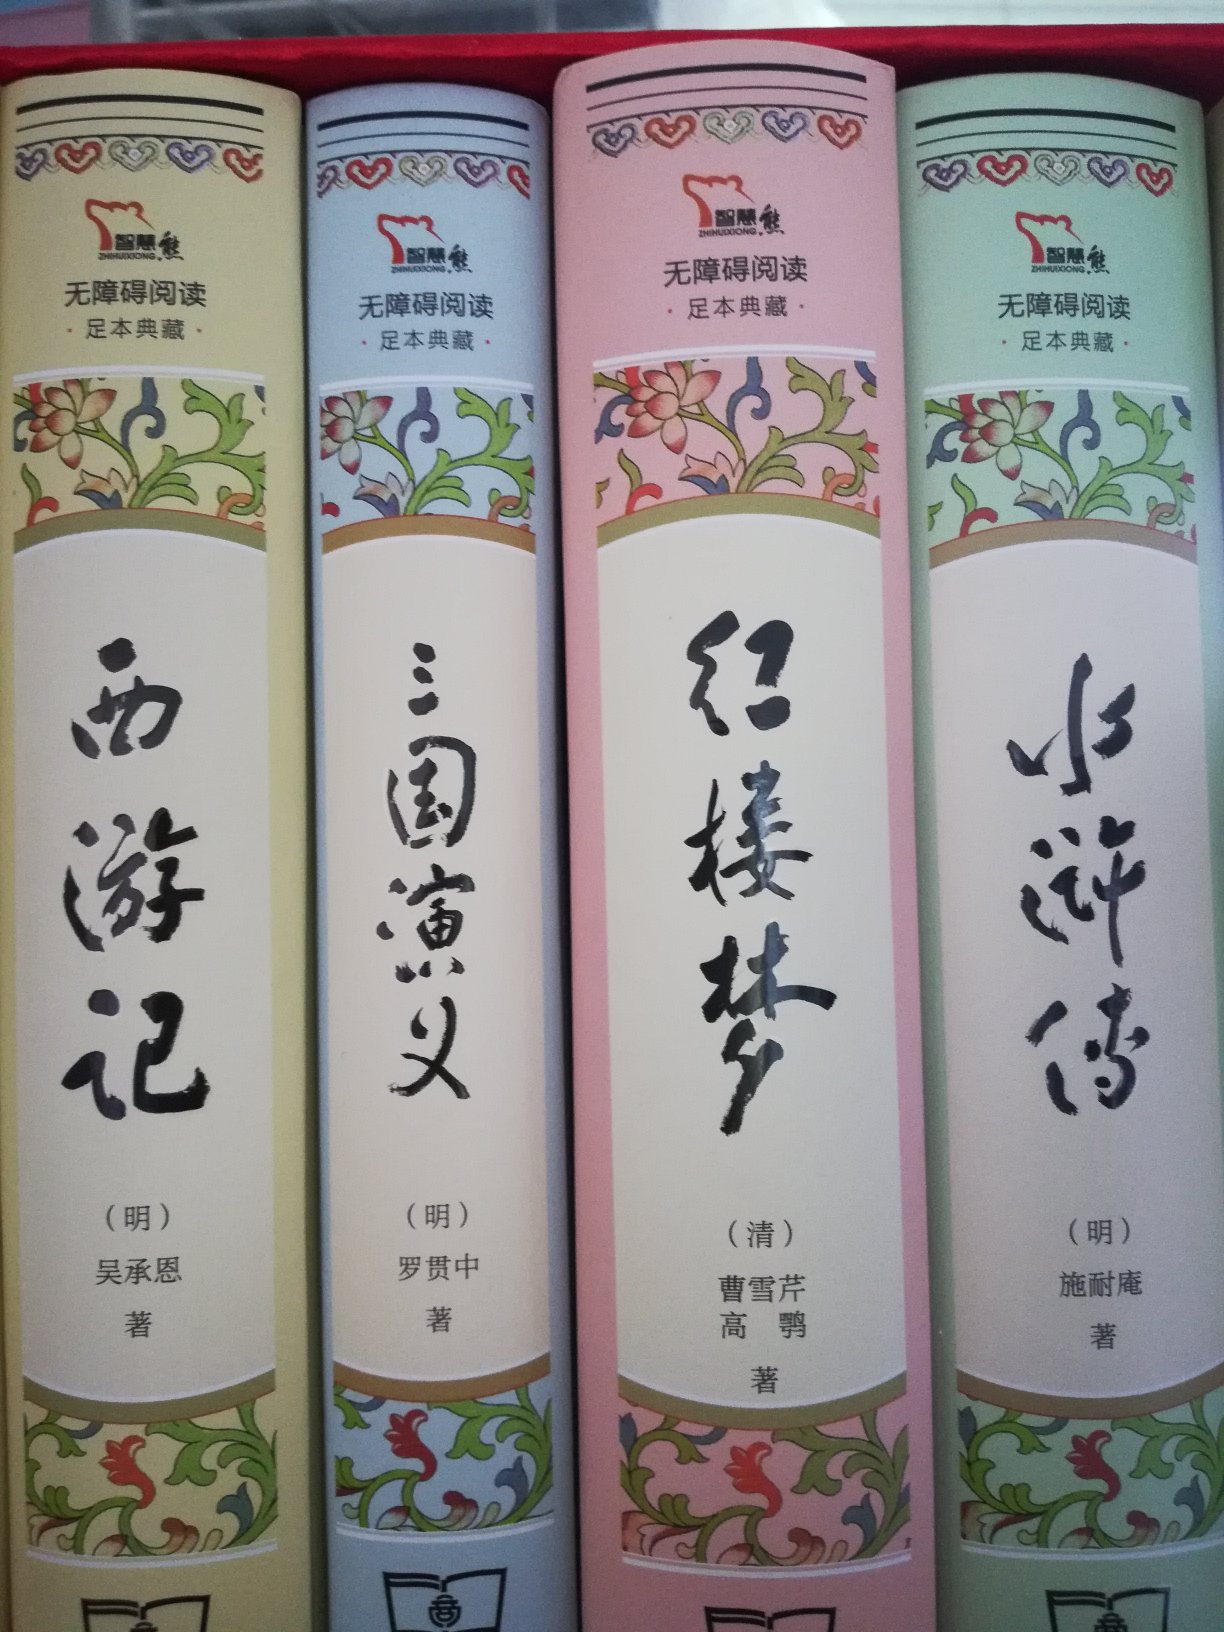 智慧熊
ZHIHUIXIONG
无障碍阅读
·足本典藏·
西游记
（明）
吴承恩
著
智慧熊
ZHIHUIXIONG
无障碍阅读
·足本典藏·
三国演义
（明）
罗贯中
著
智慧熊
ZHIHUIXIONG
无障碍阅读
·足本典藏·
红楼梦
（清）
曹雪芹
高　鹗
著
智慧熊
ZHIHUIXIONG
无障碍阅读
·足本典藏·
水浒传
（明）
施耐庵
著